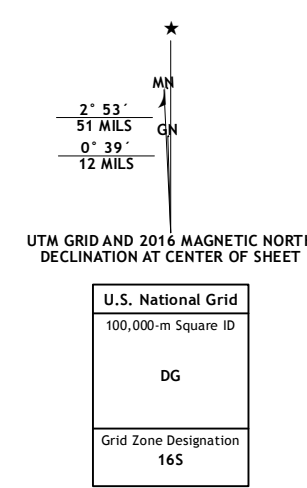 MN
2° 53´
51 MILS
GN
0° 39´
12 MILS
UTM GRID AND 2016 MAGNETIC NORTH
DECLINATION AT CENTER OF SHEET
U.S. National Grid
100,000-m Square ID
DG
Grid Zone Designation
16S